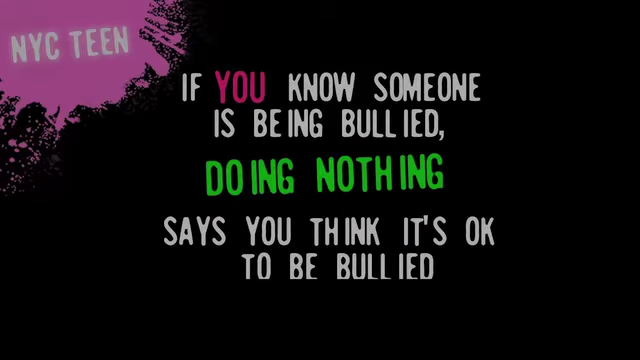 NYC TEEN
IF YOU KNOW SOMEONE
IS BEING BULLIED,
DOING NOTHING
SAYS YOU THINK IT'S OK
TO BE BULLIED